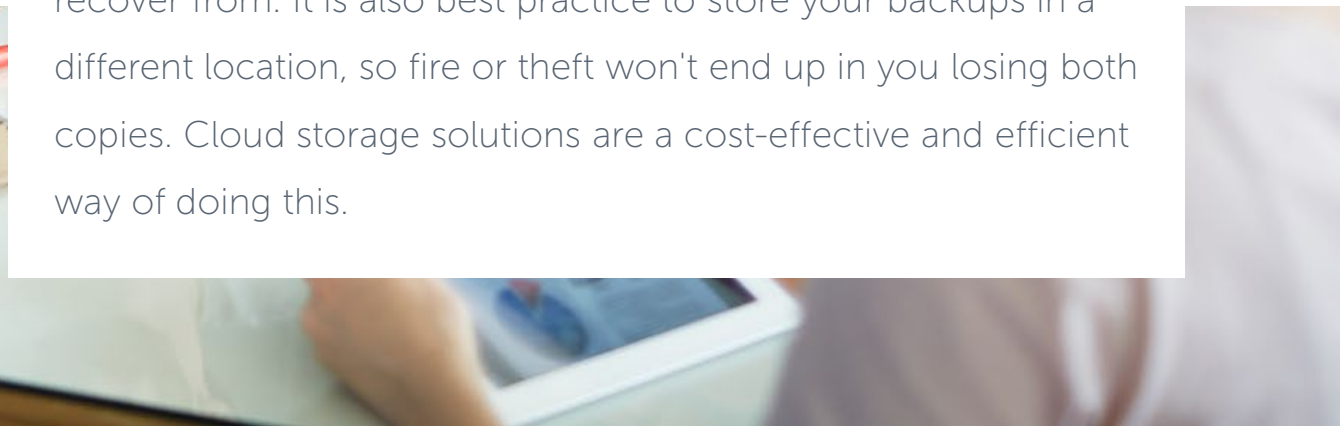 recover from. It is also best practice to store your backups in a
different location, so fire or theft won't end up in you losing both
copies. Cloud storage solutions are a cost-effective and efficient
way of doing this.